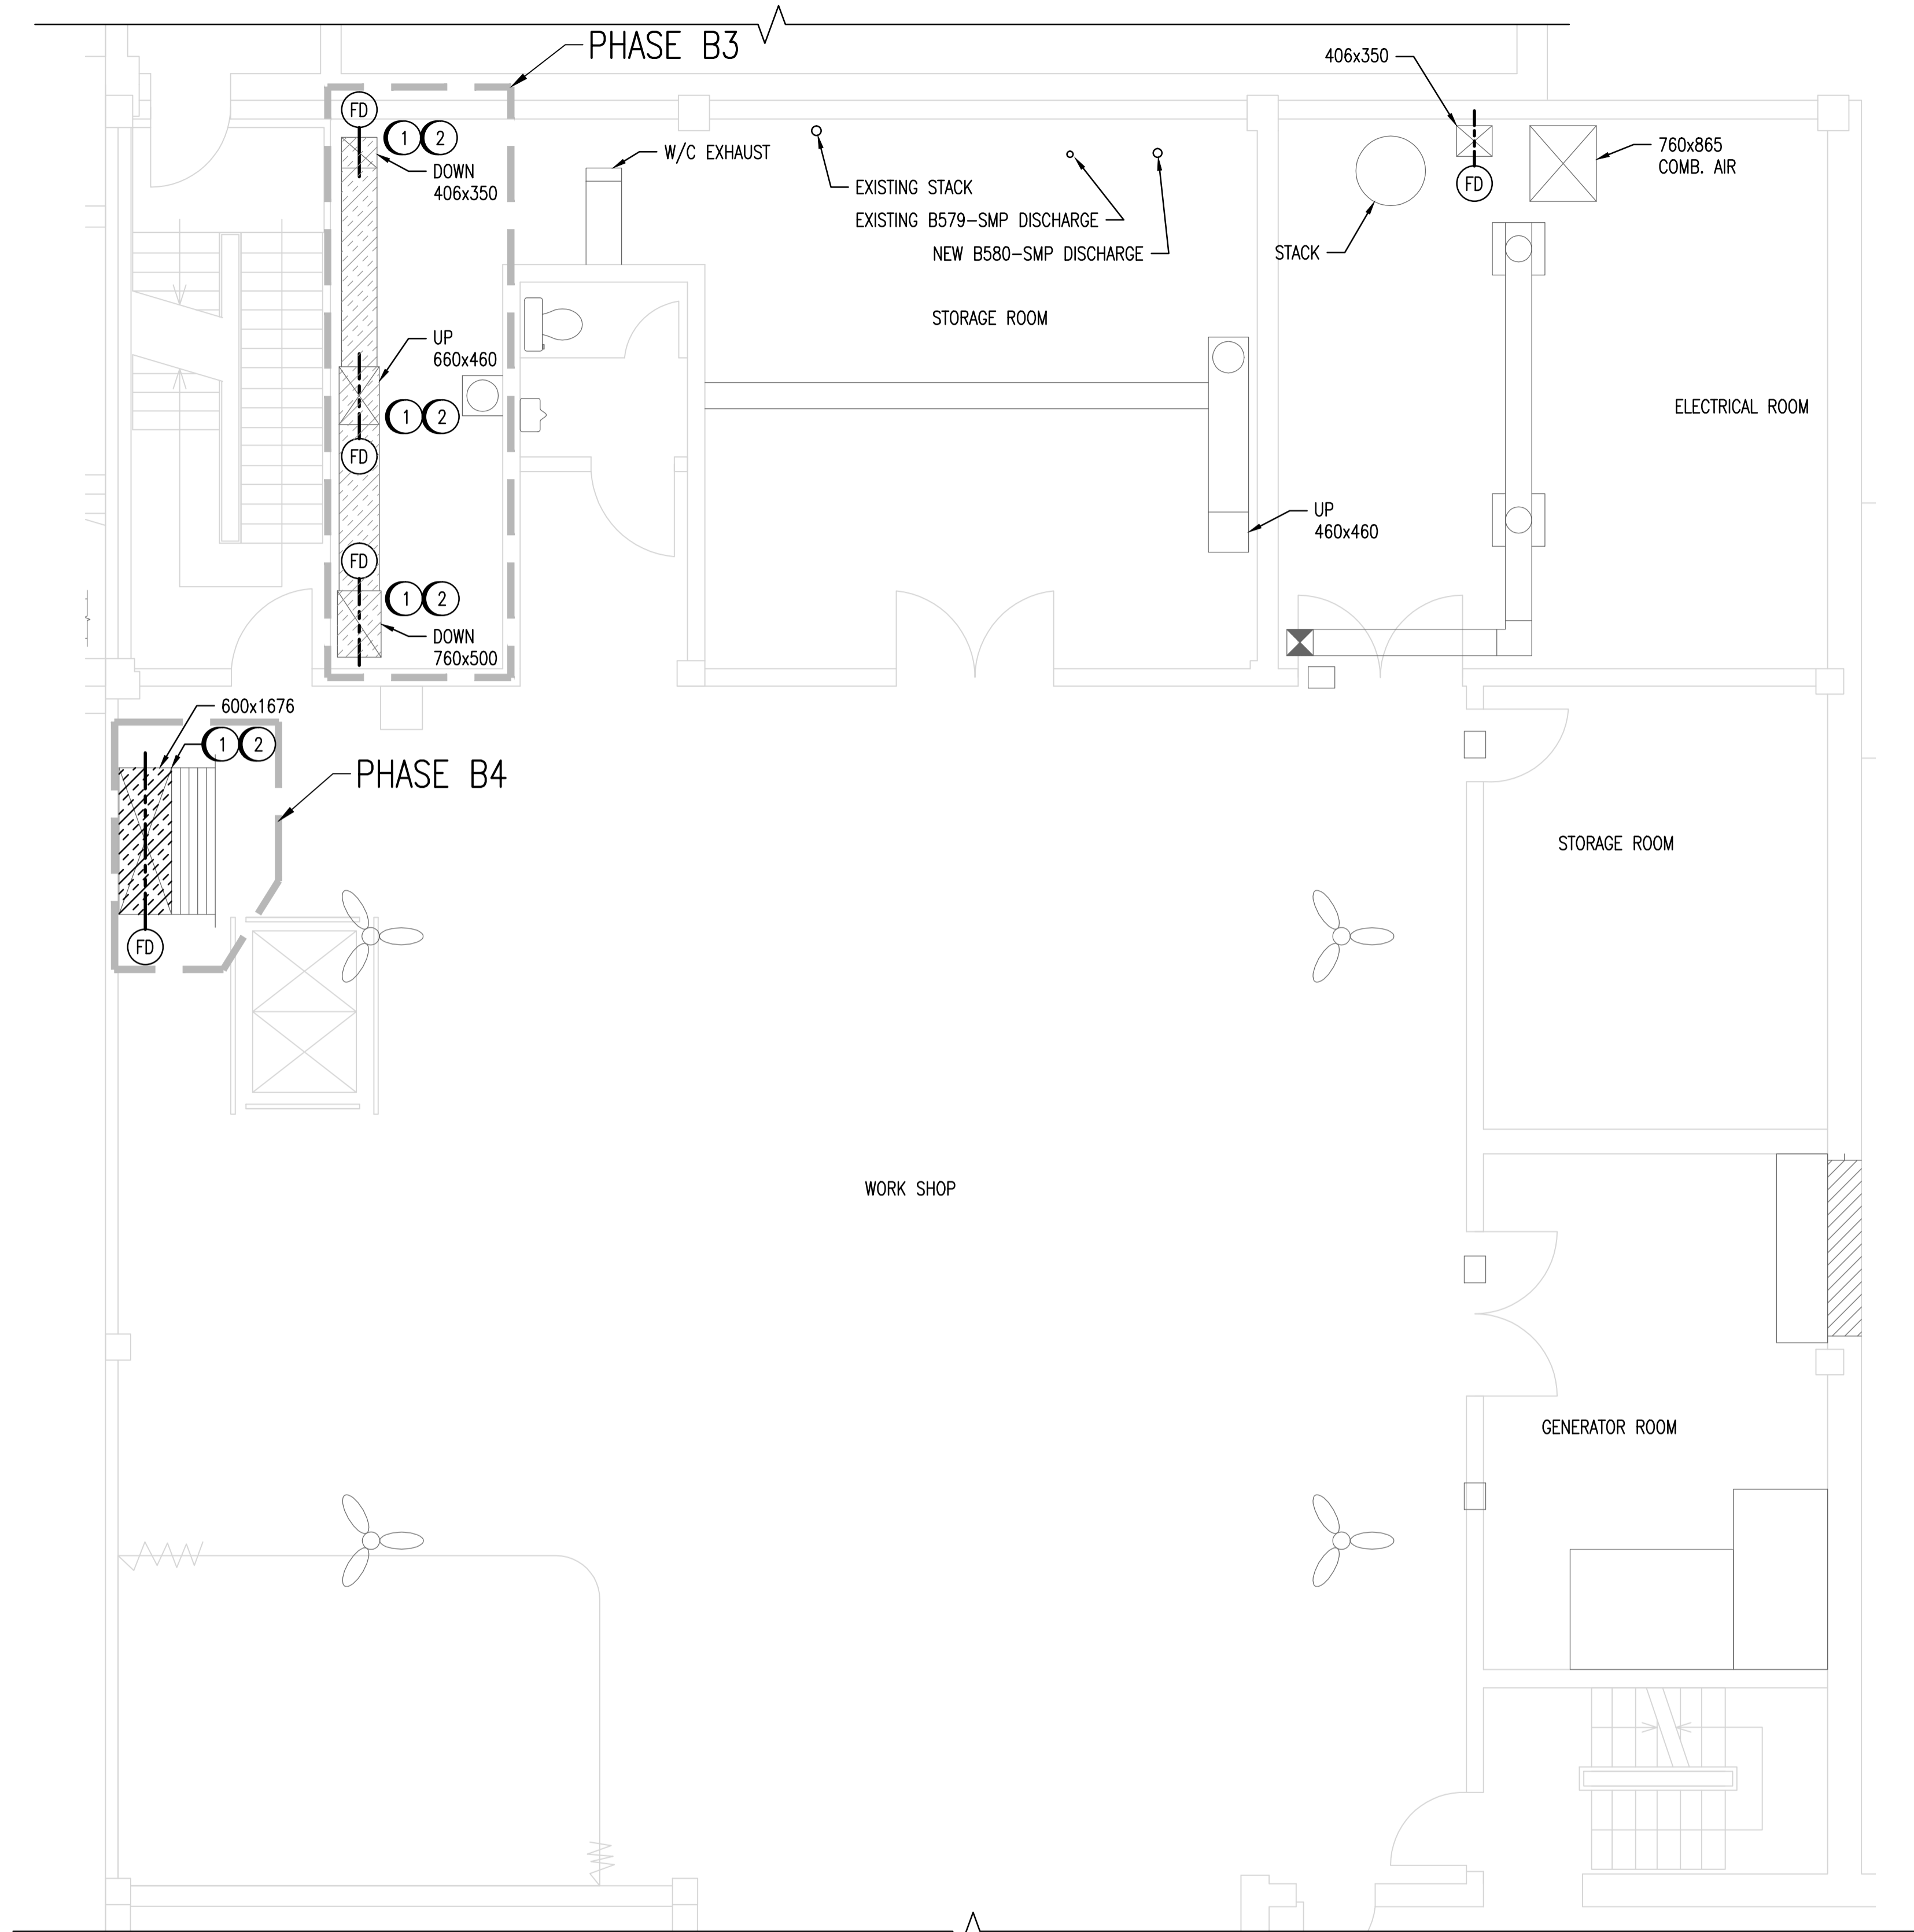 PHASE B3
406x350
FD
1 2
DOWN
406x350
W/C EXHAUST
EXISTING STACK
EXISTING B579-SMP DISCHARGE
NEW B580-SMP DISCHARGE
STACK
FD
760x865
COMB. AIR
STORAGE ROOM
UP
660x460
1 2
FD
ELECTRICAL ROOM
UP
460x460
FD
1 2
DOWN
760x500
600x1676
1 2
PHASE B4
FD
STORAGE ROOM
WORK SHOP
GENERATOR ROOM